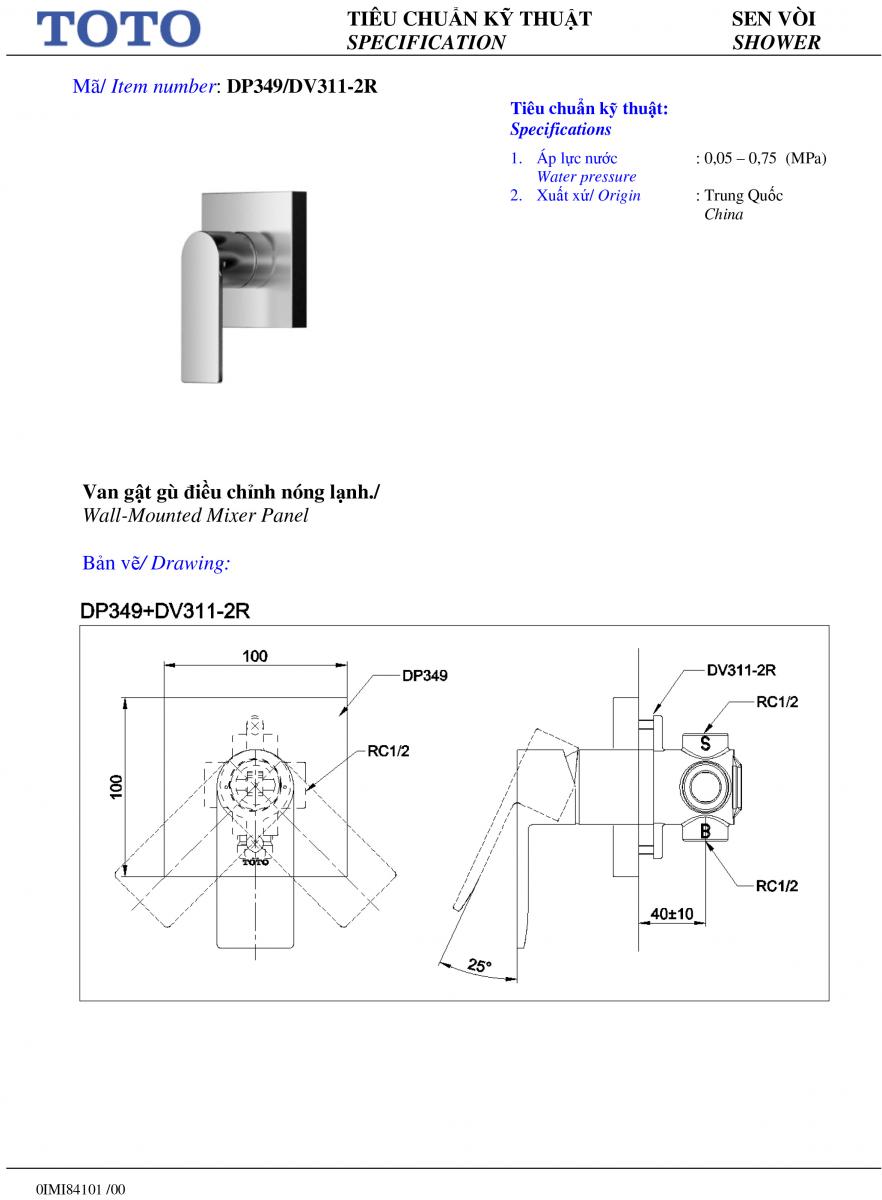 TOTO
TIÊU CHUẨN KỸ THUẬT
SPECIFICATION
SEN VÒI
SHOWER
Mã/ Item number: DP349/DV311-2R
Tiêu chuẩn kỹ thuật:
Specifications
1. Áp lực nước : 0,05 – 0,75 (MPa)
Water pressure
2. Xuất xứ/ Origin : Trung Quốc
China
Van gật gù điều chỉnh nóng lạnh./
Wall-Mounted Mixer Panel
Bản vẽ/ Drawing:
DP349+DV311-2R
100
DP349
RC1/2
100
TOTO
DV311-2R
RC1/2
S
B
RC1/2
40±10
25°
0IMI84101 /00